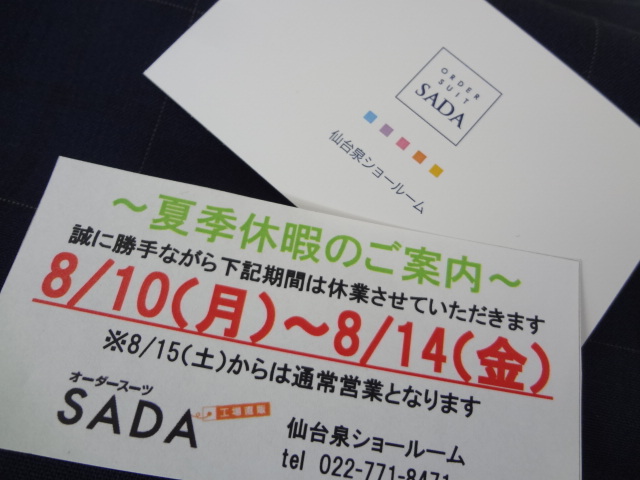 ORDER
SUIT
SADA
仙台泉ショールーム
～夏季休暇のご案内～
誠に勝手ながら下記期間は休業させていただきます
8/10(月)～8/14(金)
※8/15(土)からは通常営業となります
オーダースーツ
SADA
工場直販
仙台泉ショールーム
tel 022-771-8471